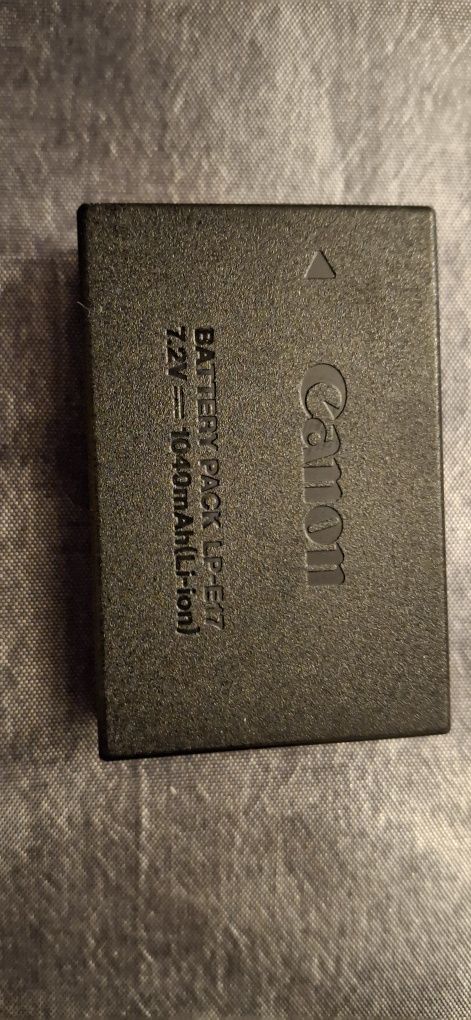 Canon
BATTERY PACK LP-E17
7.2V ⎓ 1040mAh(Li-ion)